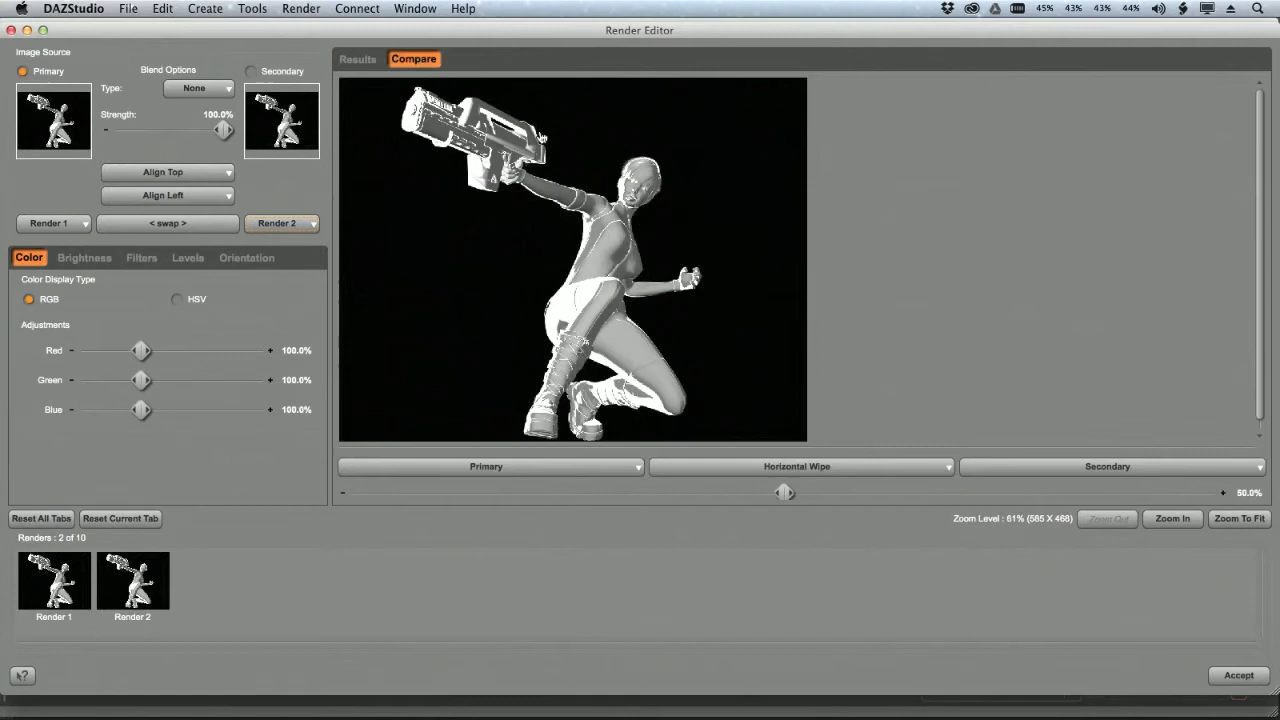 DAZStudio File Edit Create Tools Render Connect Window Help 45% 43% 43% 44%
Render Editor
Image Source
Primary
Blend Options
Secondary
Type: None
Strength: 100.0%
Align Top
Align Left
Render 1 < swap > Render 2
Results Compare
Color Brightness Filters Levels Orientation
Color Display Type
RGB HSV
Adjustments
Red - + 100.0%
Green - + 100.0%
Blue - + 100.0%
Primary Horizontal Wipe Secondary
- + 50.0%
Reset All Tabs Reset Current Tab
Zoom Level : 61% (585 X 468) Zoom Out Zoom In Zoom To Fit
Renders : 2 of 10
Render 1 Render 2
?
Accept